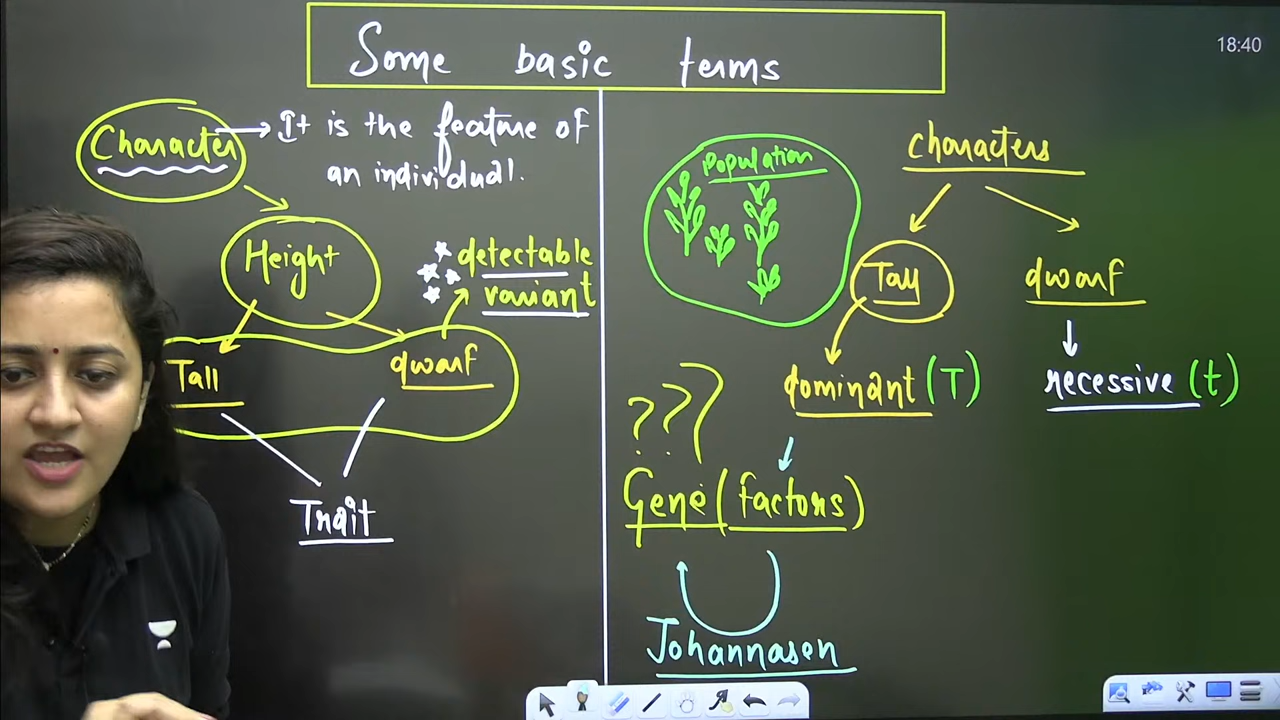 Some basic terms
18:40
Character → It is the feature of
an individual.
Height
detectable
variant
Tall
dwarf
Trait
Population
characters
Tall
dwarf
dominant (T)
recessive (t)
???
Gene (factors)
Johannasen